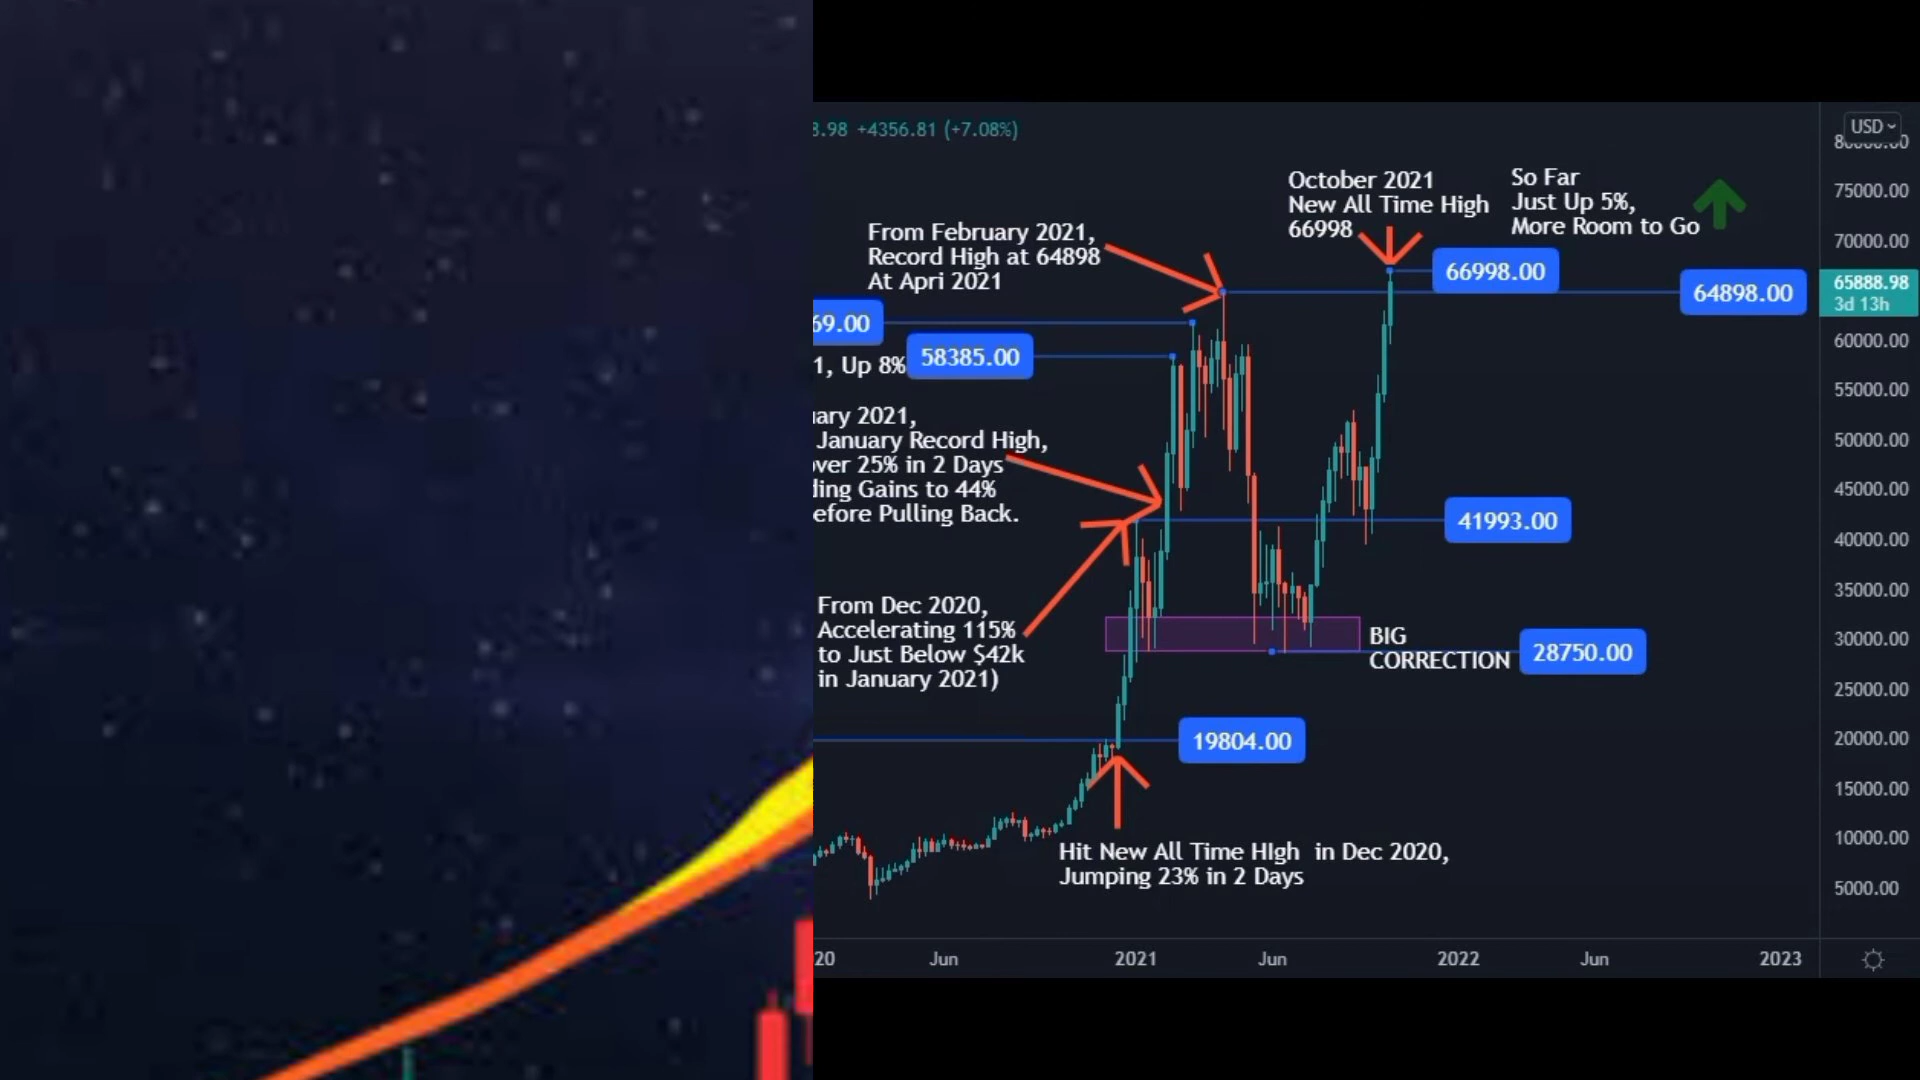 8.98 +4356.81 (+7.08%)
USD
75000.00
70000.00
65888.98
3d 13h
60000.00
55000.00
50000.00
45000.00
40000.00
35000.00
30000.00
25000.00
20000.00
15000.00
10000.00
5000.00
October 2021
New All Time High
66998
So Far
Just Up 5%,
More Room to Go
From February 2021,
Record High at 64898
At Apri 2021
66998.00
64898.00
69.00
58385.00
1, Up 8%
ary 2021,
January Record High,
ver 25% in 2 Days
ding Gains to 44%
efore Pulling Back.
41993.00
From Dec 2020,
Accelerating 115%
to Just Below $42k
in January 2021)
BIG
CORRECTION
28750.00
19804.00
Hit New All Time HIgh in Dec 2020,
Jumping 23% in 2 Days
20 Jun 2021 Jun 2022 Jun 2023